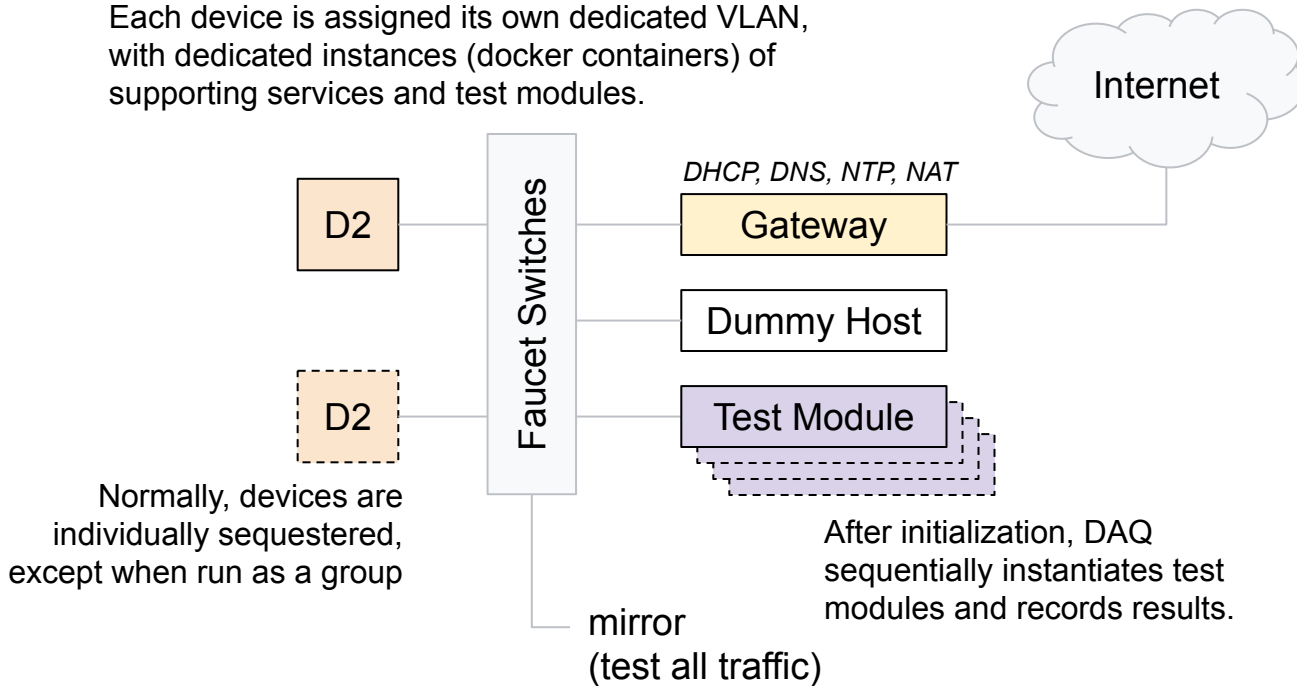 Each device is assigned its own dedicated VLAN,
with dedicated instances (docker containers) of
supporting services and test modules.
Internet
DHCP, DNS, NTP, NAT
D2
Faucet Switches
Gateway
Dummy Host
D2
Test Module
Normally, devices are
individually sequestered,
except when run as a group
After initialization, DAQ
sequentially instantiates test
modules and records results.
mirror
(test all traffic)